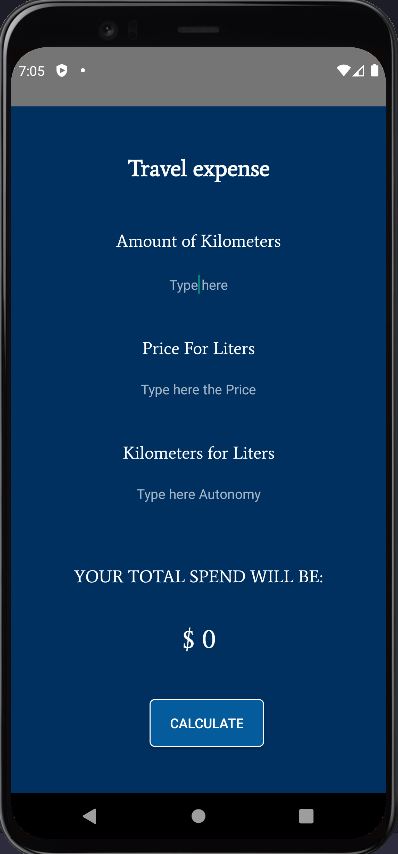 7:05
Travel expense
Amount of Kilometers
Type here
Price For Liters
Type here the Price
Kilometers for Liters
Type here Autonomy
YOUR TOTAL SPEND WILL BE:
$ 0
CALCULATE